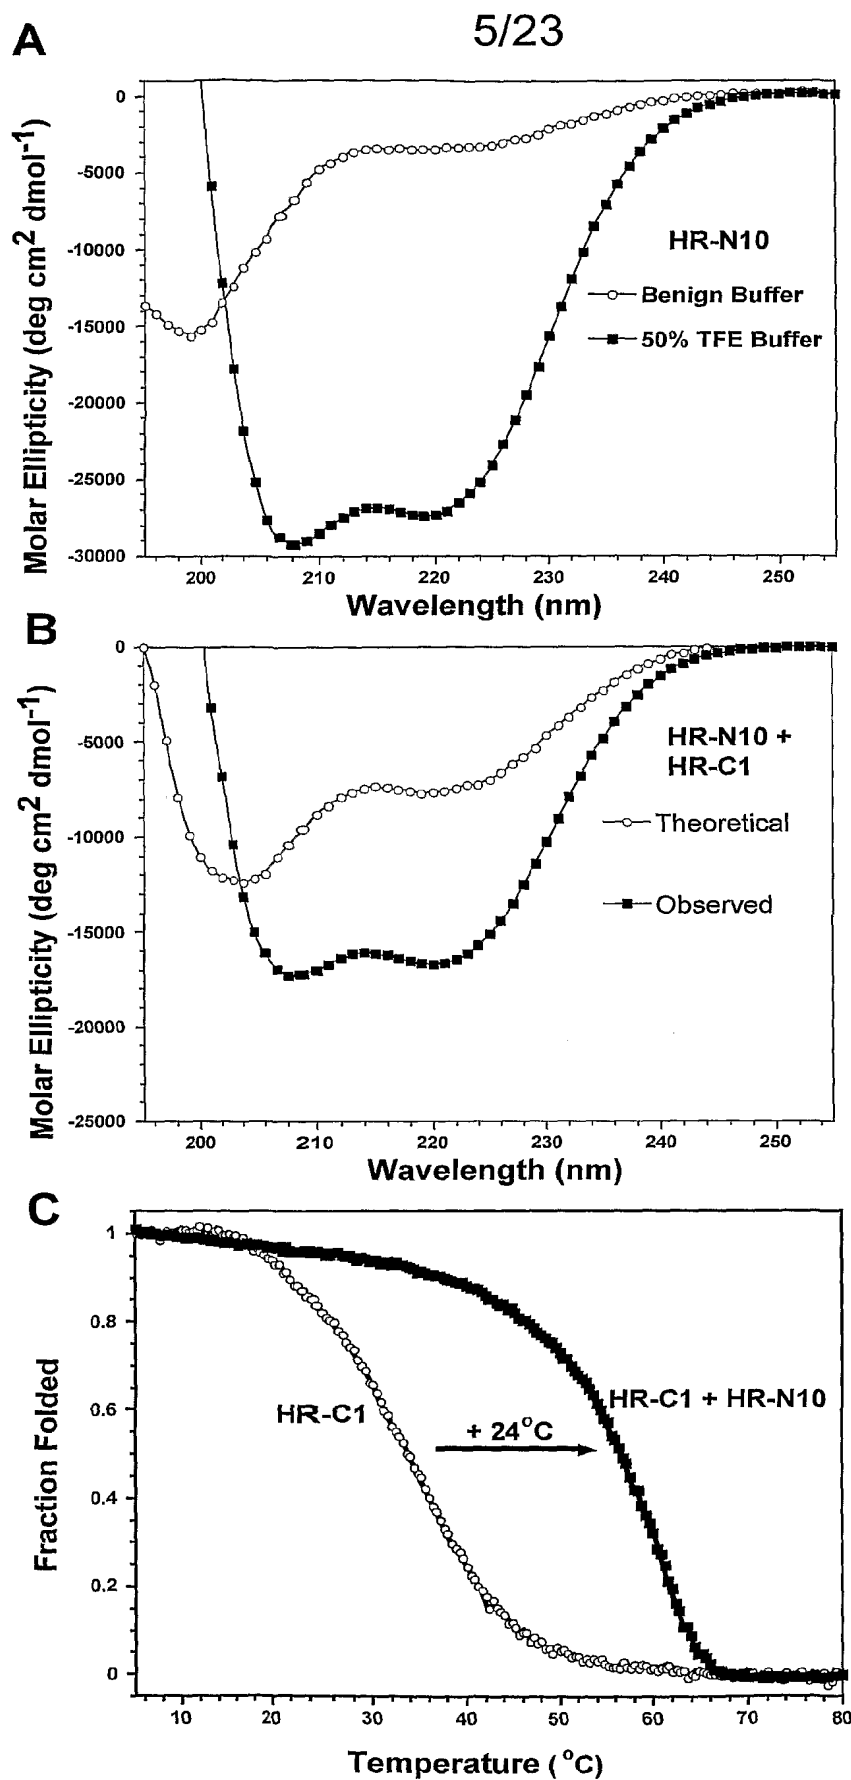 5/23
A
0
-5000
-10000
-15000
-20000
-25000
-30000
Molar Ellipticity (deg cm2 dmol-1)
HR-N10
Benign Buffer
50% TFE Buffer
200 210 220 230 240 250
Wavelength (nm)
B
0
-5000
-10000
-15000
-20000
-25000
Molar Ellipticity (deg cm2 dmol-1)
HR-N10 +
HR-C1
Theoretical
Observed
200 210 220 230 240 250
Wavelength (nm)
C
1
0.8
0.6
0.4
0.2
0
Fraction Folded
HR-C1
+ 24oC
HR-C1 + HR-N10
10 20 30 40 50 60 70 80
Temperature (oC)